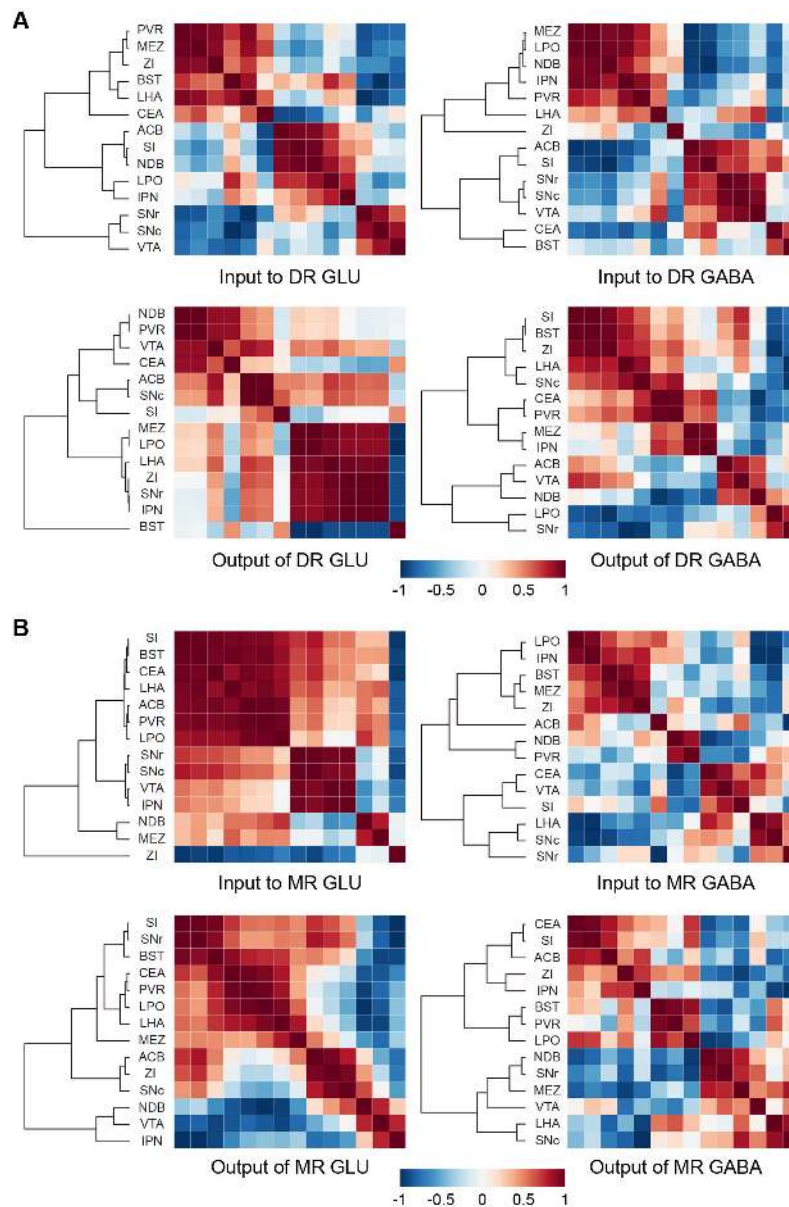 A
PVR
MEZ
ZI
BST
LHA
CEA
ACB
SI
NDB
LPO
IPN
SNr
SNc
VTA
Input to DR GLU
MEZ
LPO
NDB
IPN
PVR
LHA
ZI
ACB
SI
SNr
SNc
VTA
CEA
BST
Input to DR GABA
NDB
PVR
VTA
CEA
ACB
SNc
SI
MEZ
LPO
LHA
ZI
SNr
IPN
BST
Output of DR GLU
SI
BST
ZI
LHA
SNc
CEA
PVR
MEZ
IPN
ACB
VTA
NDB
LPO
SNr
Output of DR GABA
-1 -0.5 0 0.5 1
B
SI
BST
CEA
LHA
ACB
PVR
LPO
SNr
SNc
VTA
IPN
NDB
MEZ
ZI
Input to MR GLU
LPO
IPN
BST
MEZ
ZI
ACB
NDB
PVR
CEA
VTA
SI
LHA
SNc
SNr
Input to MR GABA
SI
SNr
BST
CEA
PVR
LPO
LHA
MEZ
ACB
ZI
SNc
NDB
VTA
IPN
Output of MR GLU
CEA
SI
ACB
ZI
IPN
BST
PVR
LPO
NDB
SNr
MEZ
VTA
LHA
SNc
Output of MR GABA
-1 -0.5 0 0.5 1